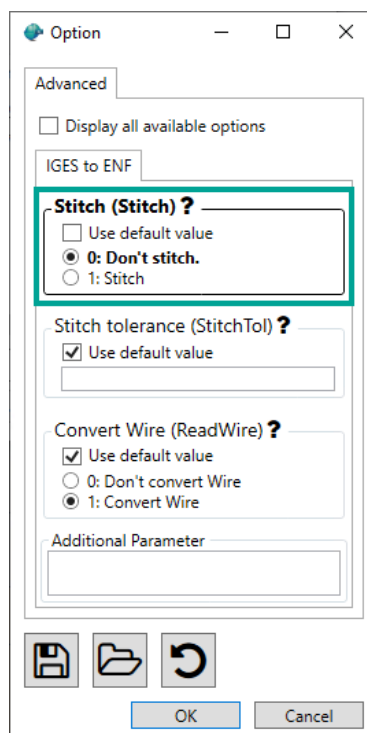 Option
Advanced
Display all available options
IGES to ENF
Stitch (Stitch) ?
Use default value
0: Don't stitch.
1: Stitch
Stitch tolerance (StitchTol) ?
Use default value
Convert Wire (ReadWire) ?
Use default value
0: Don't convert Wire
1: Convert Wire
Additional Parameter
OK Cancel